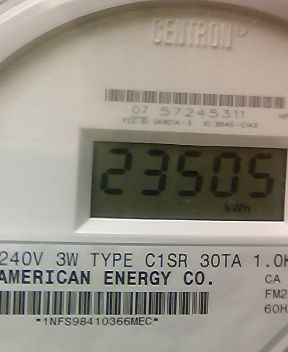 CENTRON®
07 57245311
23505
kWh
240V 3W TYPE C1SR 30TA 1.0K
AMERICAN ENERGY CO.
CA
FM2
60H
*1NFS98410366MEC*